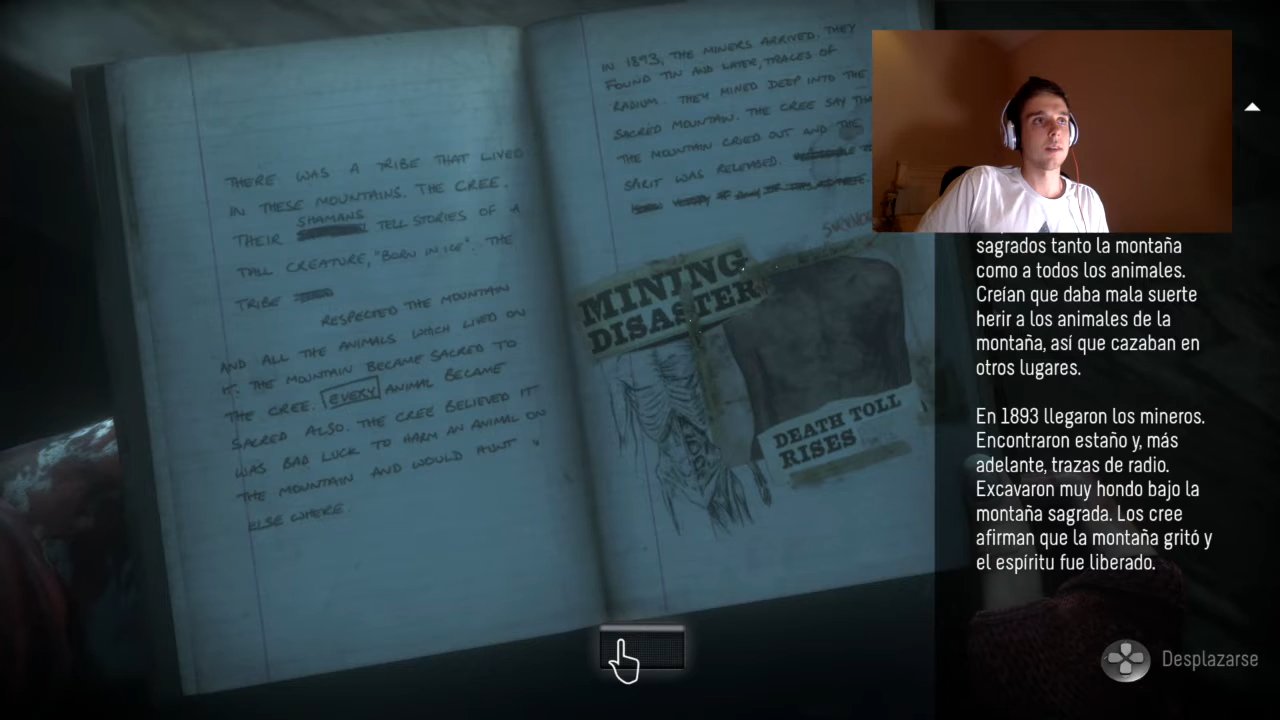 THERE WAS A TRIBE THAT LIVED
IN THESE MOUNTAINS. THE CREE.
SHAMANS
THEIR TELL STORIES OF A
TALL CREATURE, "BORN IN ICE". THE
TRIBE
RESPECTED THE MOUNTAIN
AND ALL THE ANIMALS WHICH LIVED ON
IT. THE MOUNTAIN BECAME SACRED TO
THE CREE. EVERY ANIMAL BECAME
SACRED ALSO. THE CREE BELIEVED IT
WAS BAD LUCK TO HARM AN ANIMAL ON
THE MOUNTAIN AND WOULD HUNT
ELSE WHERE.
IN 1893, THE MINERS ARRIVED. THEY
FOUND TIN AND LATER, TRACES OF
RADIUM. THEY MINED DEEP INTO THE
SACRED MOUNTAIN. THE CREE SAY
THE MOUNTAIN CRIED OUT AND THE
SPIRIT WAS RELEASED.
MINING
DISASTER
DEATH TOLL
RISES
sagrados tanto la montaña
como a todos los animales.
Creían que daba mala suerte
herir a los animales de la
montaña, así que cazaban en
otros lugares.
En 1893 llegaron los mineros.
Encontraron estaño y, más
adelante, trazas de radio.
Excavaron muy hondo bajo la
montaña sagrada. Los cree
afirman que la montaña gritó y
el espíritu fue liberado.
Desplazarse